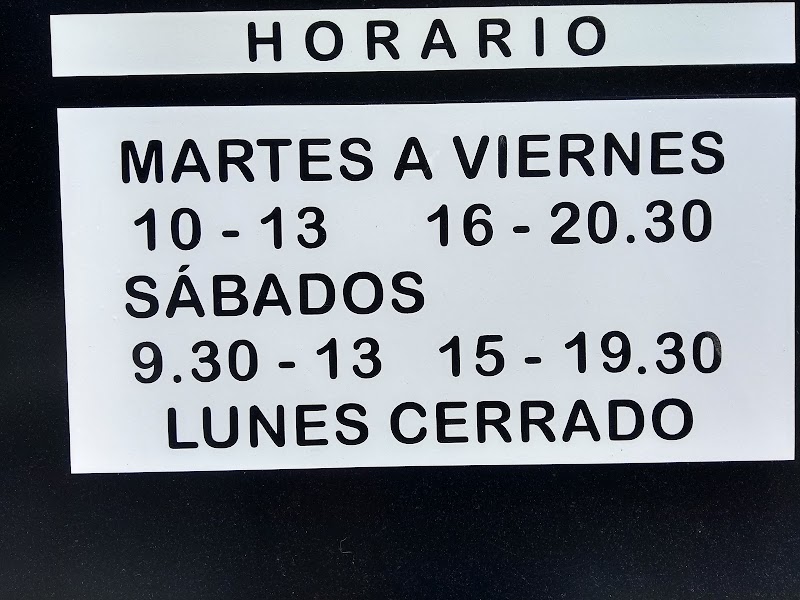 HORARIO
MARTES A VIERNES
10 - 13 16 - 20.30
SÁBADOS
9.30 - 13 15 - 19.30
LUNES CERRADO